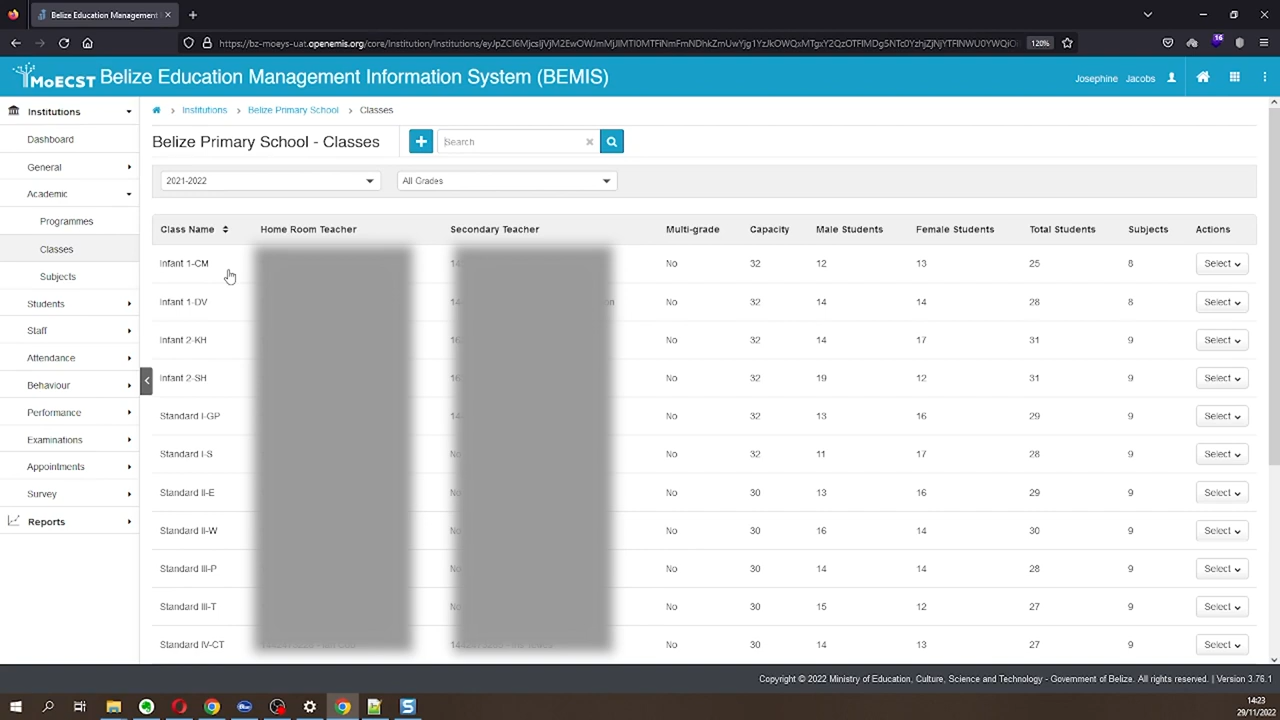 Belize Education Management
120%
MoECST Belize Education Management Information System (BEMIS)
Josephine Jacobs
Institutions
Dashboard
General
Academic
Programmes
Classes
Subjects
Students
Staff
Attendance
Behaviour
Performance
Examinations
Appointments
Survey
Reports
Institutions > Belize Primary School > Classes
Belize Primary School - Classes
Search
2021-2022 All Grades
Class Name Home Room Teacher Secondary Teacher Multi-grade Capacity Male Students Female Students Total Students Subjects Actions
Infant 1-CM No 32 12 13 25 8 Select
Infant 1-DV No 32 14 14 28 8 Select
Infant 2-KH No 32 14 17 31 9 Select
Infant 2-SH No 32 19 12 31 9 Select
Standard I-GP No 32 13 16 29 9 Select
Standard I-S No 32 11 17 28 9 Select
Standard II-E No 30 13 16 29 9 Select
Standard II-W No 30 16 14 30 9 Select
Standard III-P No 30 14 14 28 9 Select
Standard III-T No 30 15 12 27 9 Select
Standard IV-CT No 30 14 13 27 9 Select
Copyright © 2022 Ministry of Education, Culture, Science and Technology - Government of Belize. All rights reserved. | Version 3.76.1
14:23
29/11/2022